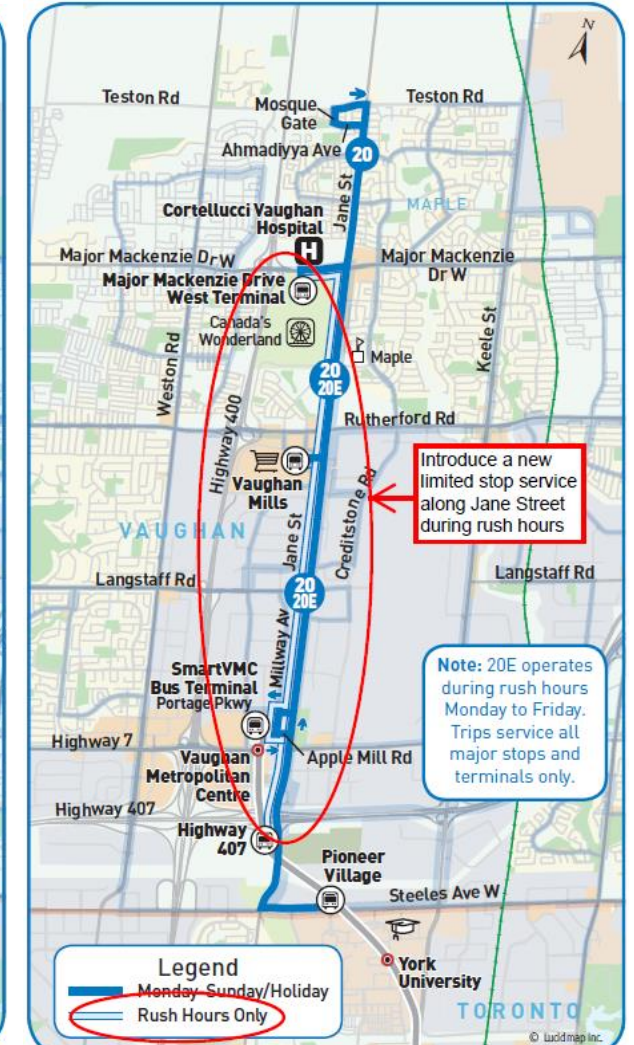 N
Teston Rd
Mosque
Gate
Teston Rd
Ahmadiyya Ave
20
Jane St
MAPLE
Cortellucci Vaughan
Hospital
H
Major Mackenzie Dr W
Major Mackenzie
Dr W
Major Mackenzie Drive
West Terminal
Canada's
Wonderland
Weston Rd
Highway 400
Keele St
Maple
20
20E
Rutherford Rd
Vaughan
Mills
Introduce a new
limited stop service
along Jane Street
during rush hours
Jane St
Creditstone Rd
VAUGHAN
Langstaff Rd
Langstaff Rd
20
20E
Millway Av
SmartVMC
Bus Terminal
Portage Pkwy
Note: 20E operates
during rush hours
Monday to Friday.
Trips service all
major stops and
terminals only.
Highway 7
Apple Mill Rd
Vaughan
Metropolitan
Centre
Highway 407
Highway
407
Pioneer
Village
Steeles Ave W
York
University
Legend
Monday-Sunday/Holiday
Rush Hours Only
TORONTO
© Lucidmap Inc.